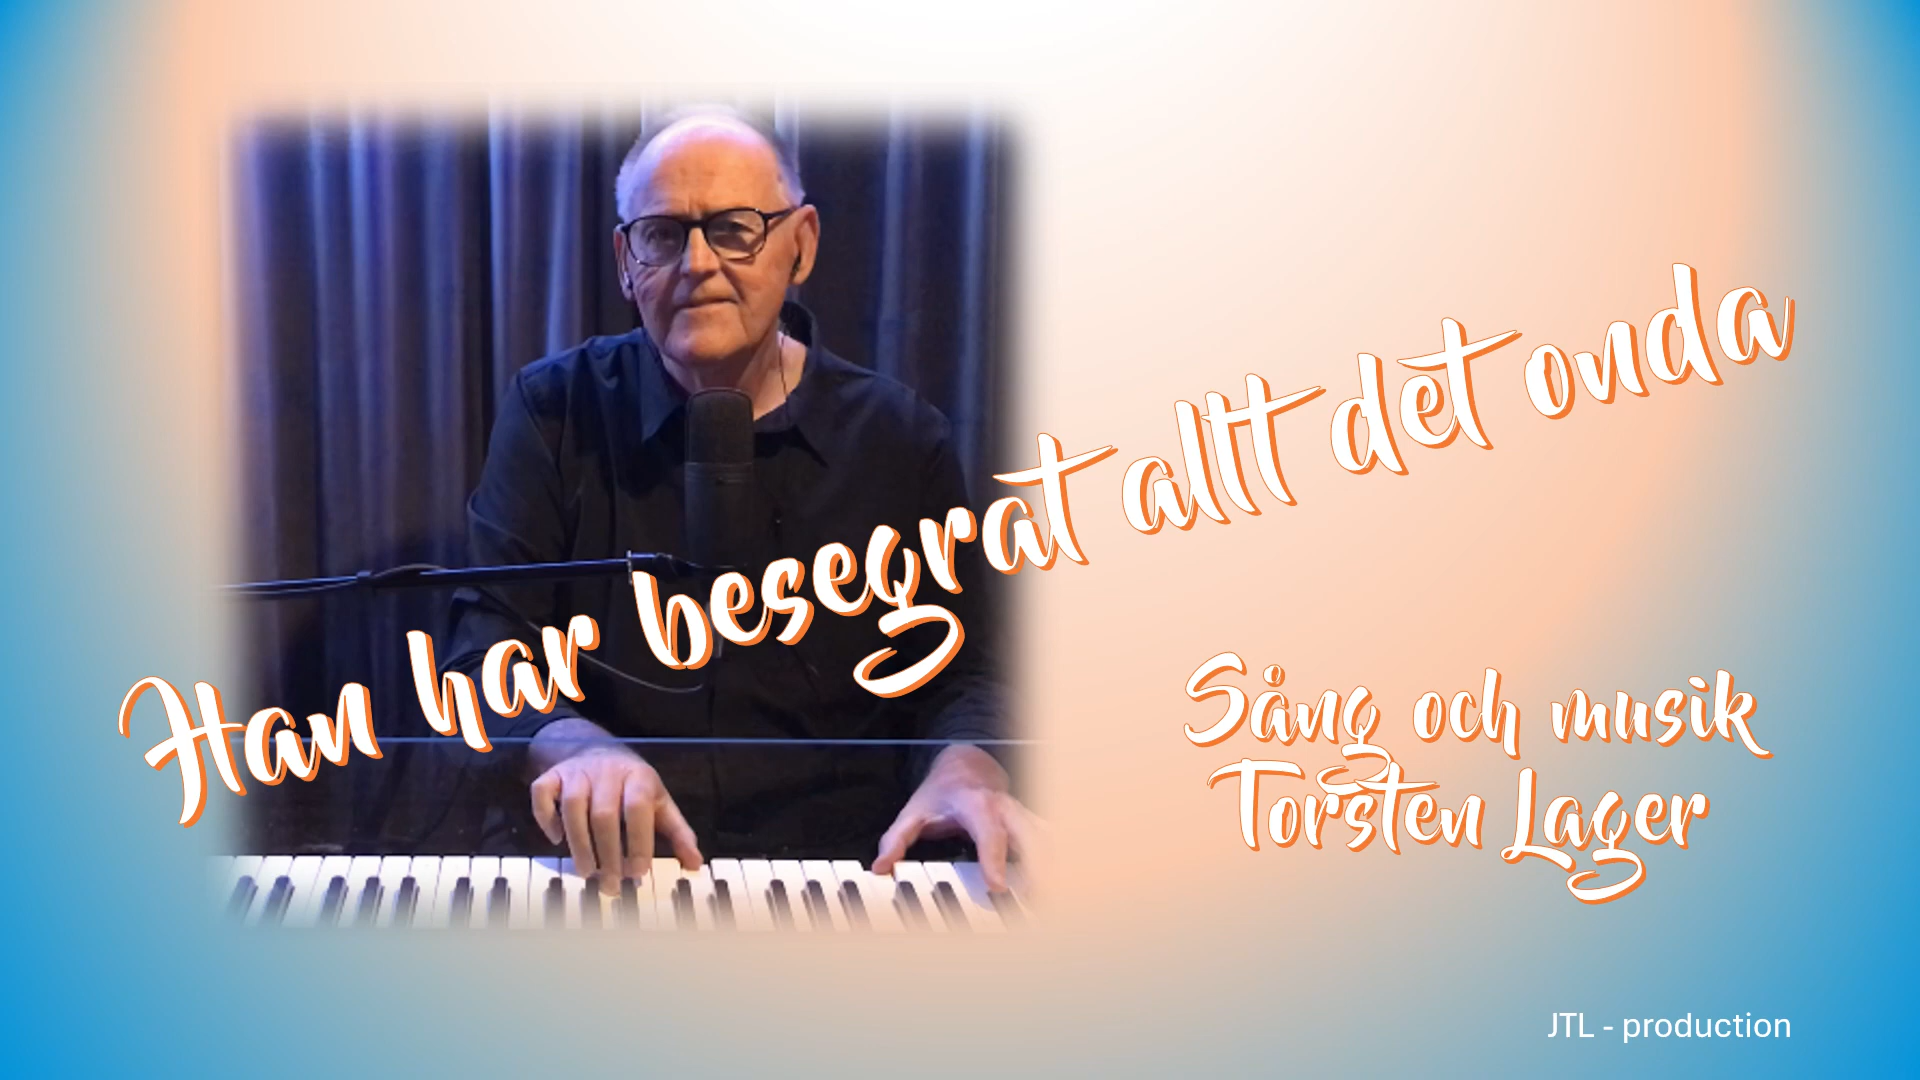 Han har besegrat allt det onda
Sång och musik
Torsten Lager
JTL - production